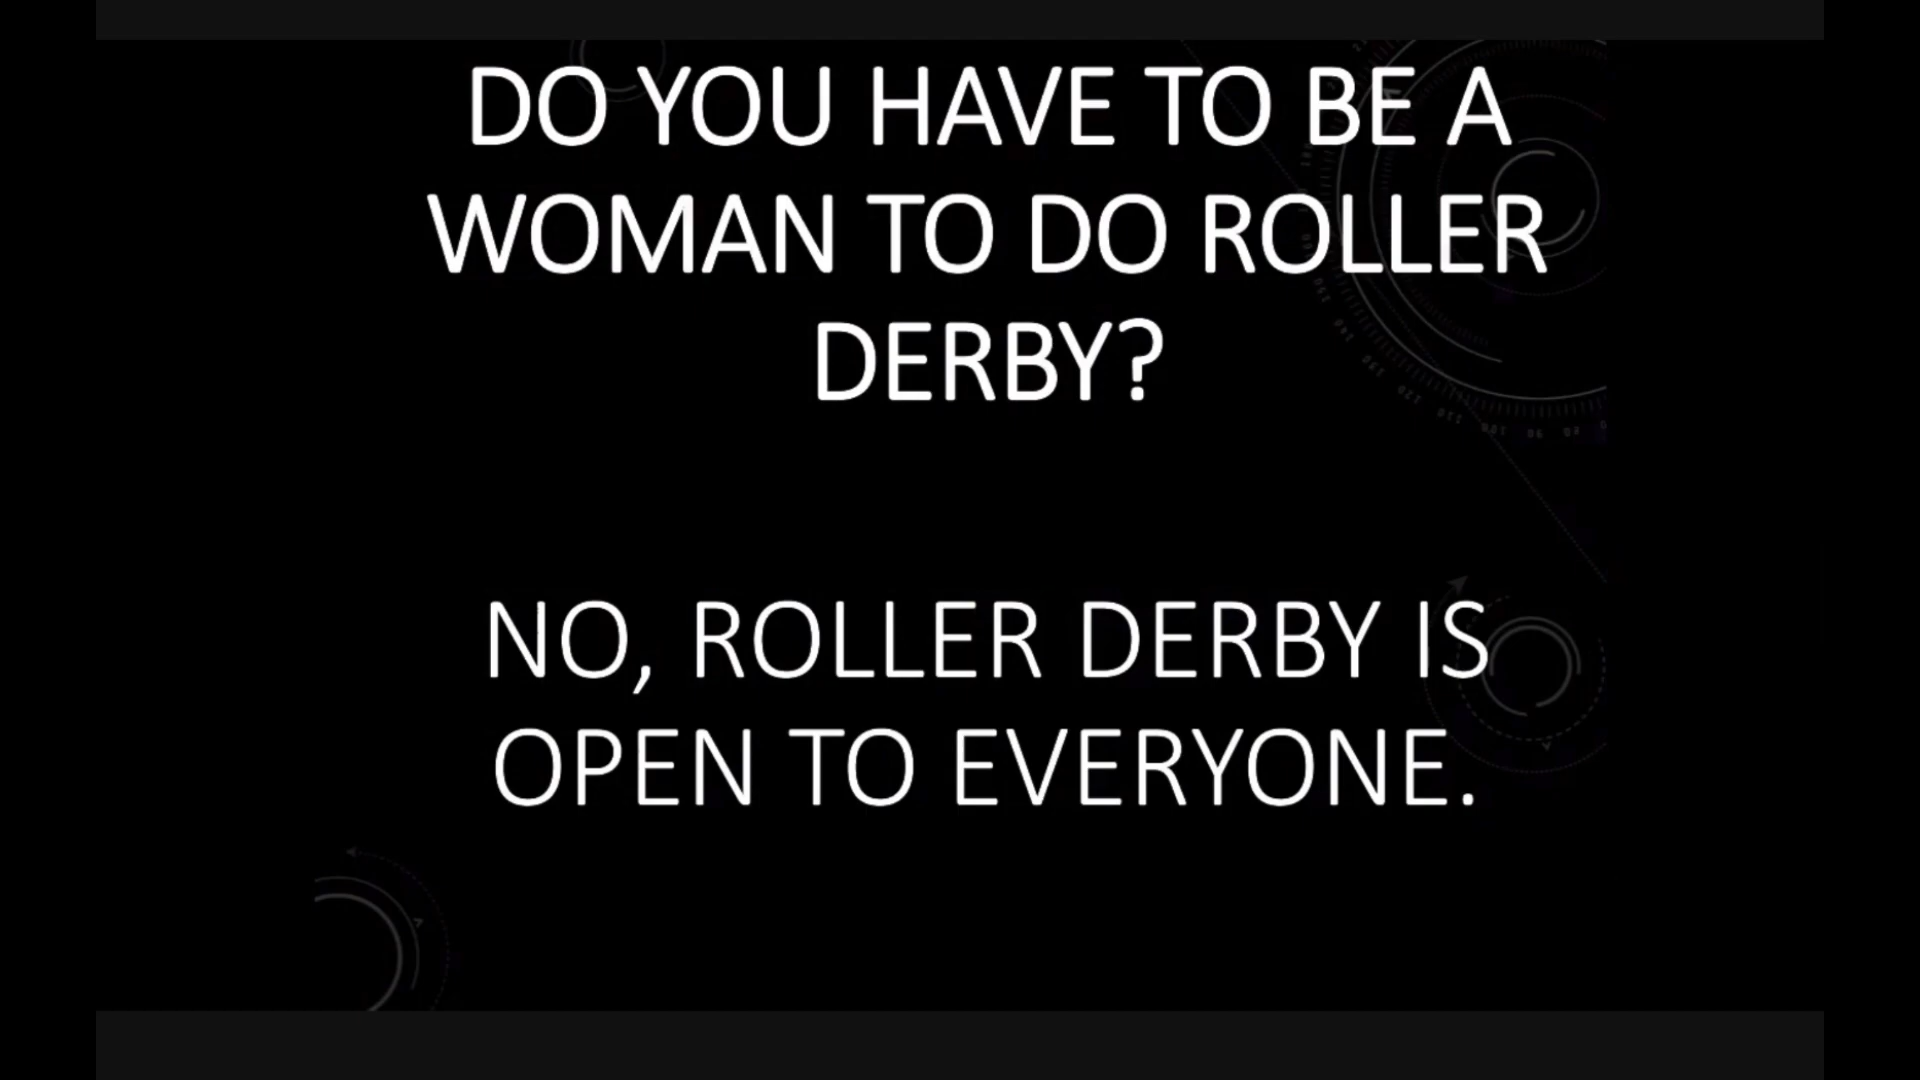 DO YOU HAVE TO BE A
WOMAN TO DO ROLLER
DERBY?
NO, ROLLER DERBY IS
OPEN TO EVERYONE.